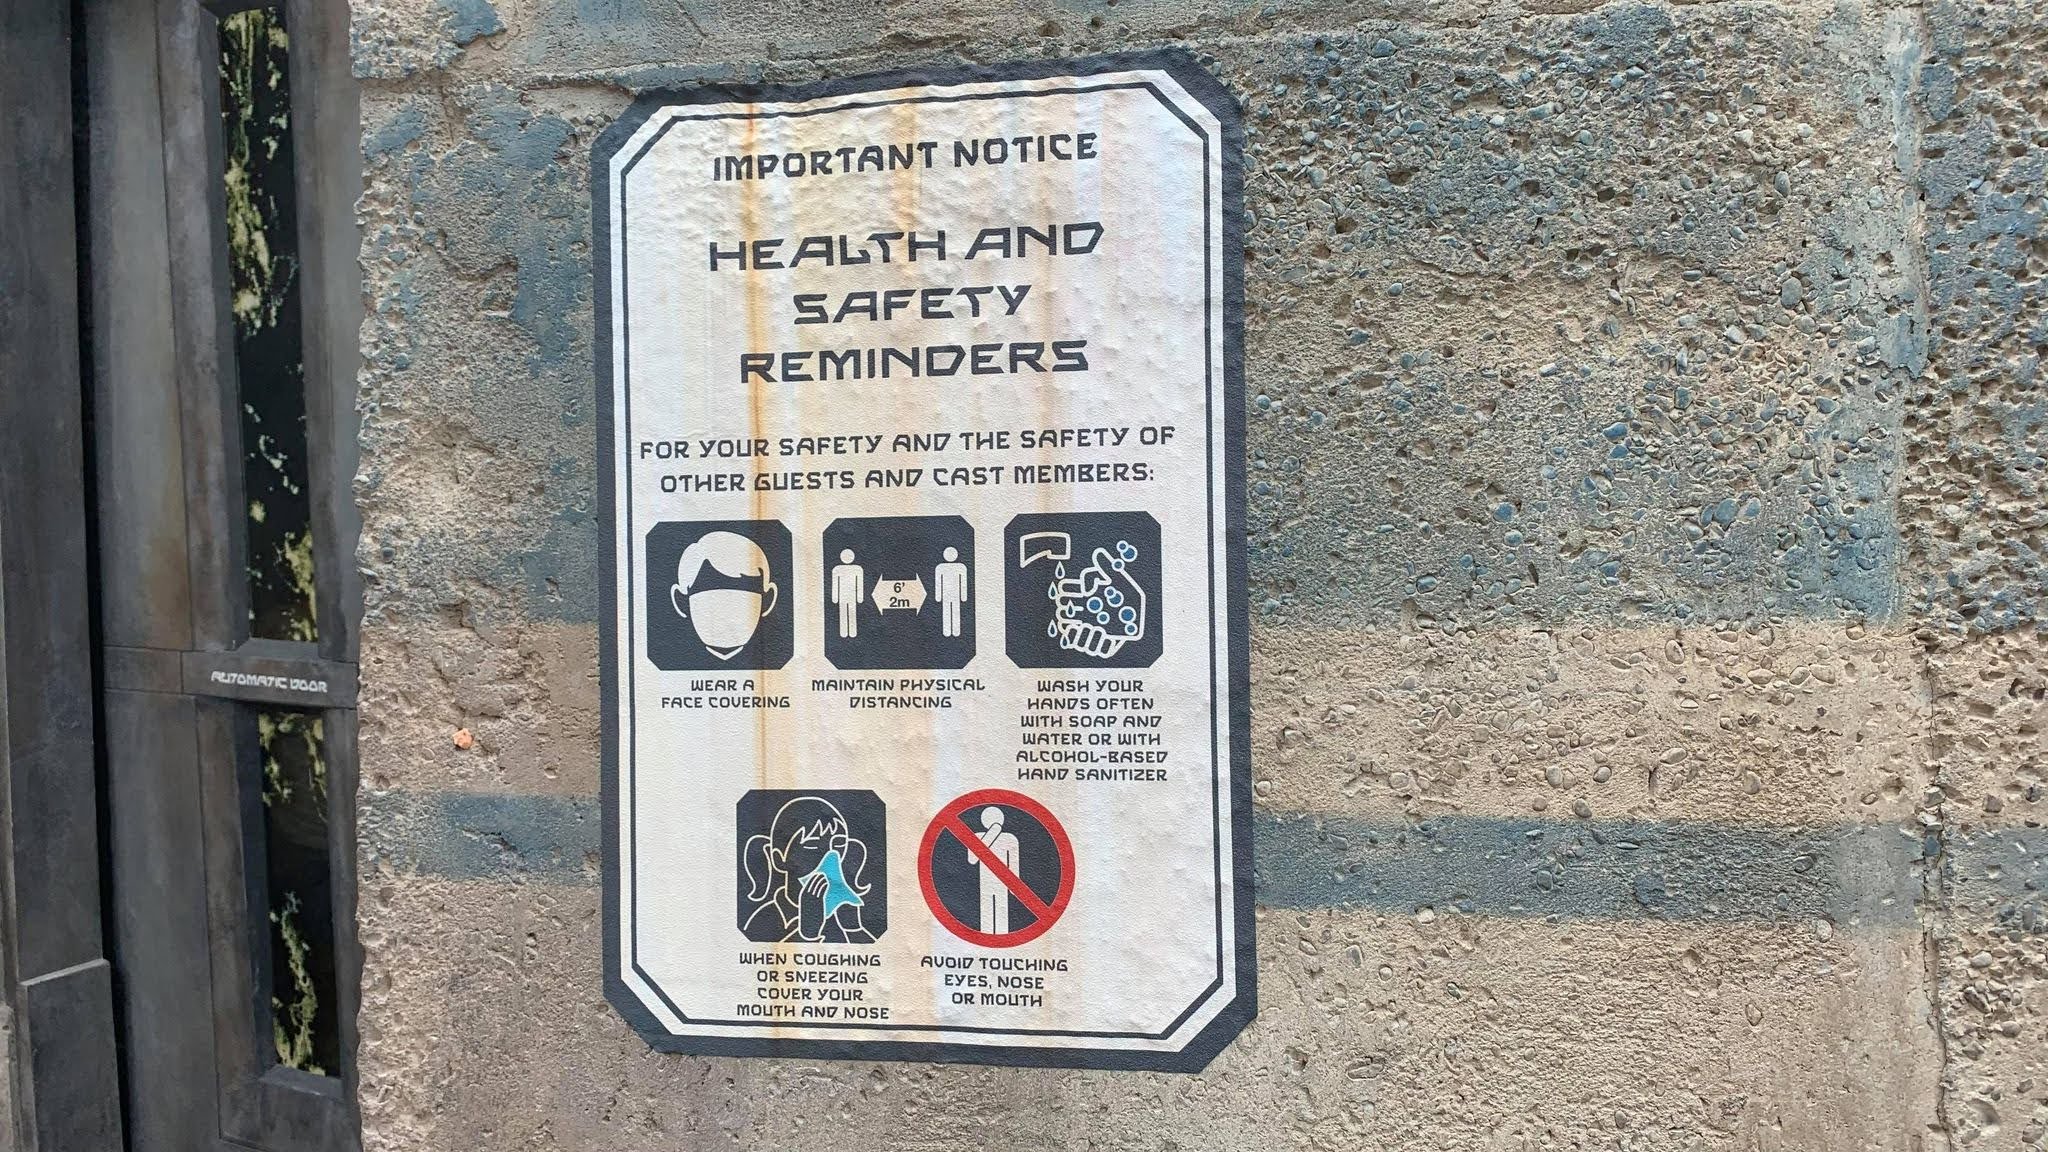 IMPORTANT NOTICE
HEALTH AND
SAFETY
REMINDERS
FOR YOUR SAFETY AND THE SAFETY OF
OTHER GUESTS AND CAST MEMBERS:
6'
2m
WEAR A
FACE COVERING
MAINTAIN PHYSICAL
DISTANCING
WASH YOUR
HANDS OFTEN
WITH SOAP AND
WATER OR WITH
ALCOHOL-BASED
HAND SANITIZER
WHEN COUGHING
OR SNEEZING
COVER YOUR
MOUTH AND NOSE
AVOID TOUCHING
EYES, NOSE
OR MOUTH
AUTOMATIC DOOR